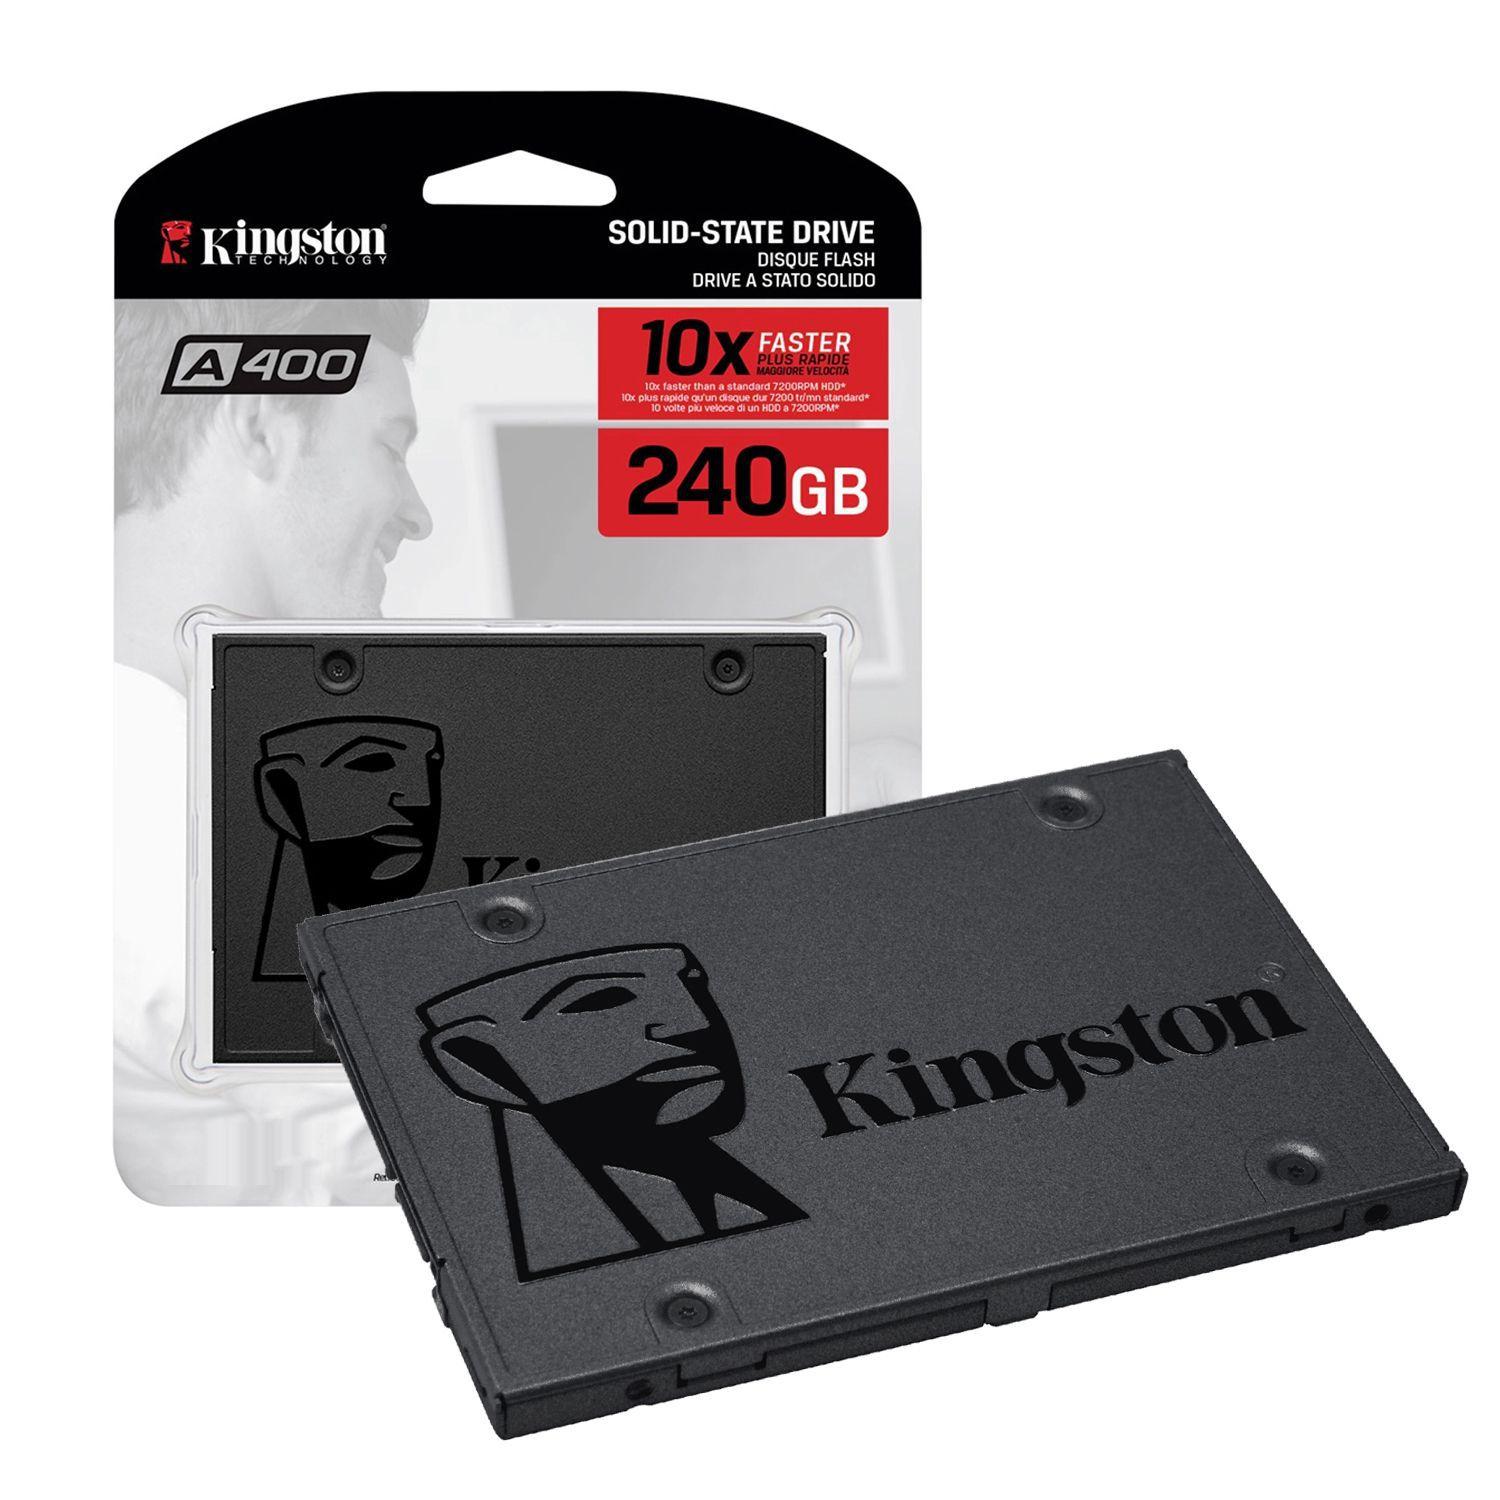 Kingston
TECHNOLOGY
SOLID-STATE DRIVE
DISQUE FLASH
DRIVE A STATO SOLIDO
A400
10x FASTER
PLUS RAPIDE
MAGGIORE VELOCITÀ
10x faster than a standard 7200RPM HDD*
10x plus rapide qu'un disque dur 7200 tr/mn standard*
10 volte più veloce di un HDD a 7200RPM*
240GB
Ki
Kingston